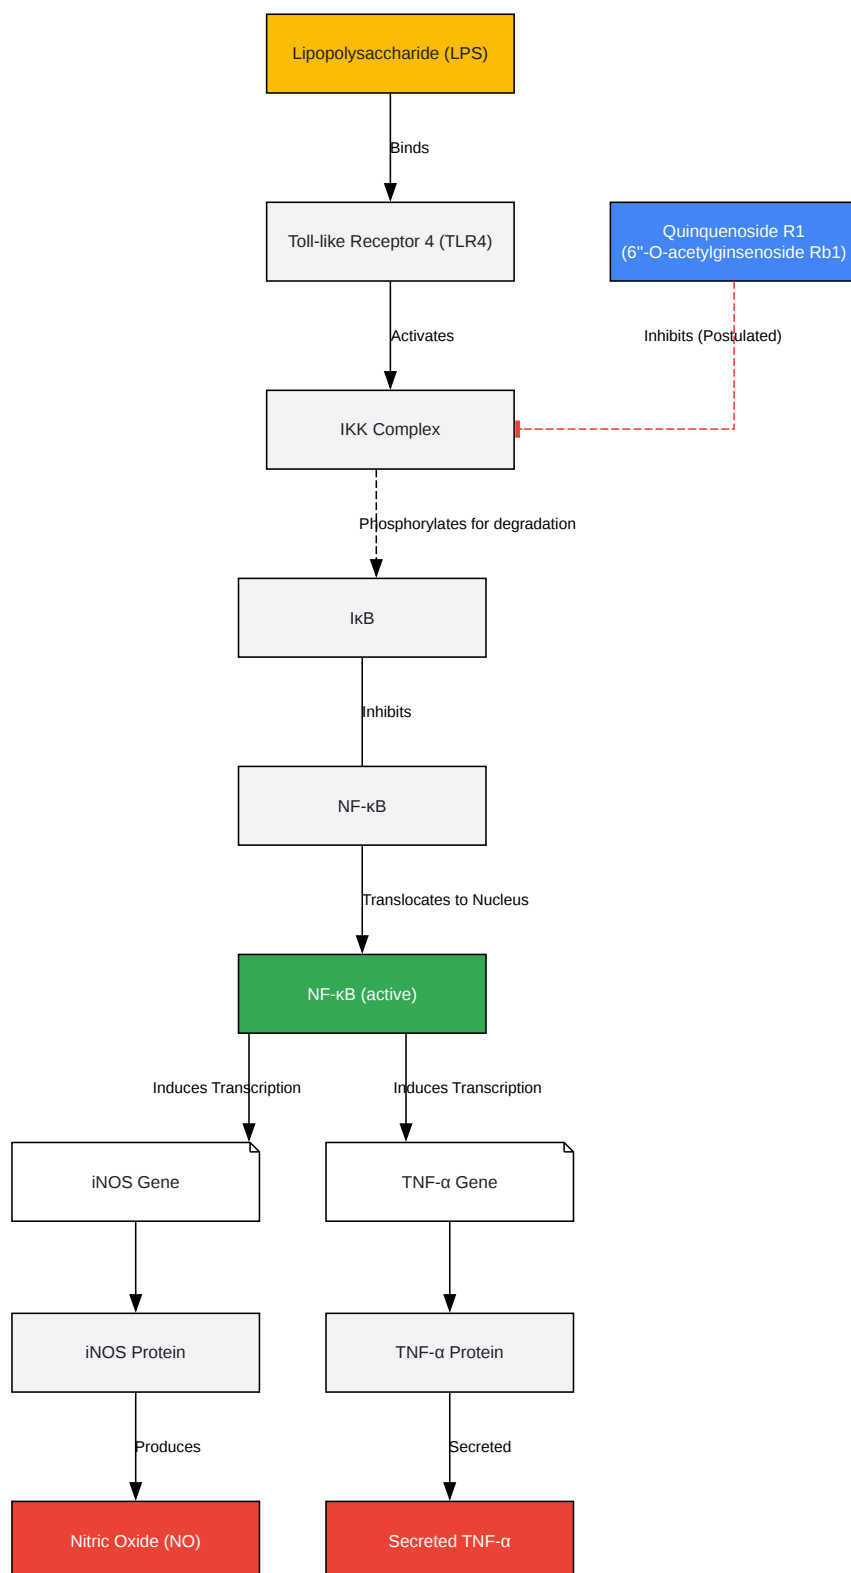 Lipopolysaccharide (LPS)
Binds
Toll-like Receptor 4 (TLR4)
Quinquenoside R1
(6''-O-acetylginsenoside Rb1)
Activates
Inhibits (Postulated)
IKK Complex
Phosphorylates for degradation
IκB
Inhibits
NF-κB
Translocates to Nucleus
NF-κB (active)
Induces Transcription
Induces Transcription
iNOS Gene
TNF-α Gene
iNOS Protein
TNF-α Protein
Produces
Secreted
Nitric Oxide (NO)
Secreted TNF-α